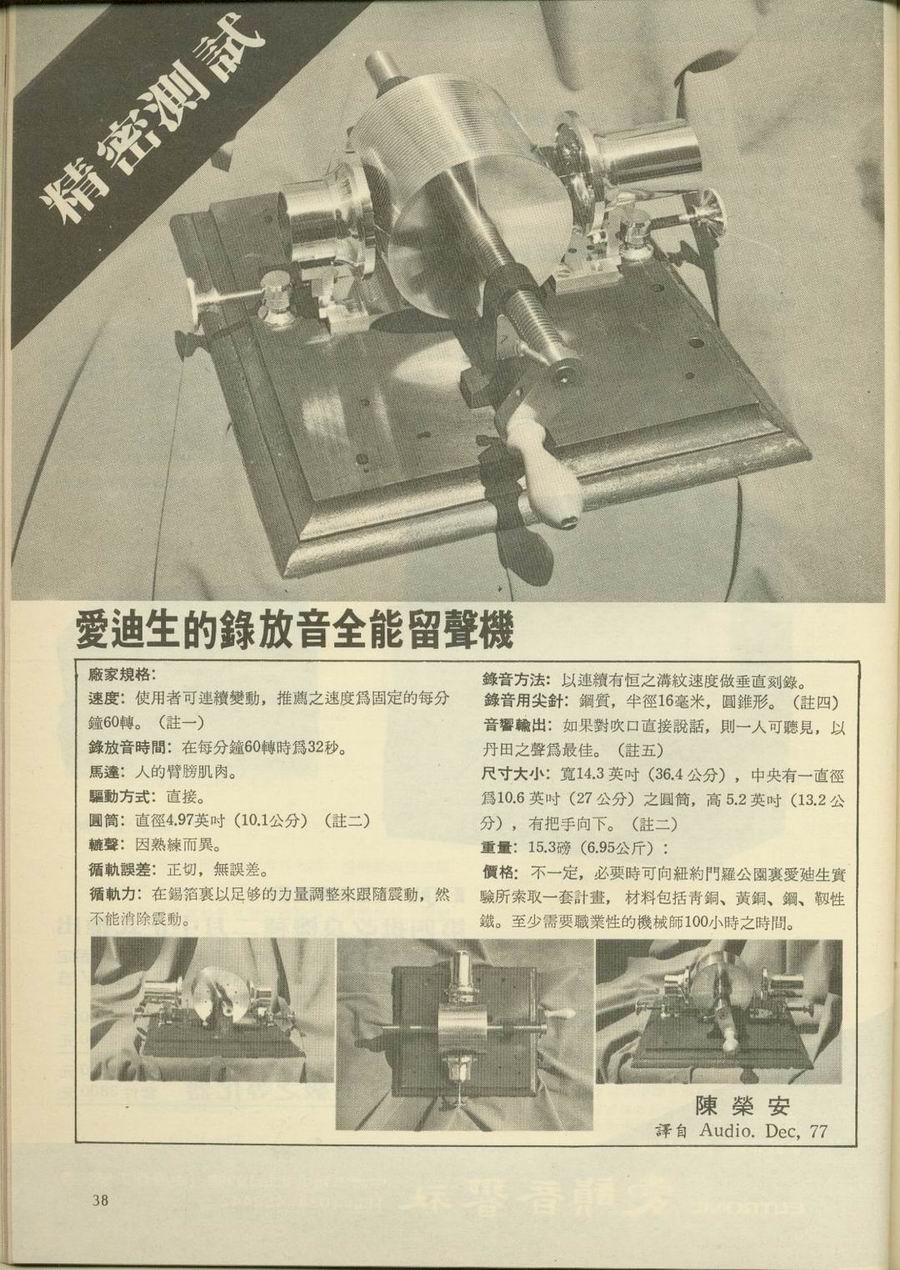 精密測試
愛迪生的錄放音全能留聲機
廠家規格：
速度：使用者可連續變動，推薦之速度爲固定的每分
鐘60轉。（註一）
錄放音時間：在每分鐘60轉時爲32秒。
馬達：人的臂膀肌肉。
驅動方式：直接。
圓筒：直徑4.97英吋（10.1公分）（註二）
轆聲：因熟練而異。
循軌誤差：正切，無誤差。
循軌力：在錫箔裏以足够的力量調整來跟隨震動，然
不能消除震動。
錄音方法：以連續有恒之溝紋速度做垂直刻錄。
錄音用尖針：鋼質，半徑16毫米，圓錐形。（註四）
音響輸出：如果對吹口直接說話，則一人可聽見，以
丹田之聲爲最佳。（註五）
尺寸大小：寬14.3英吋（36.4公分），中央有一直徑
爲10.6英吋（27公分）之圓筒，高5.2英吋（13.2公
分），有把手向下。（註二）
重量：15.3磅（6.95公斤）：
價格：不一定，必要時可向紐約門羅公園裏愛迪生實
驗所索取一套計畫，材料包括靑銅、黃銅、鋼、靱性
鐵。至少需要職業性的機械師100小時之時間。
陳榮安
譯自 Audio. Dec, 77
38